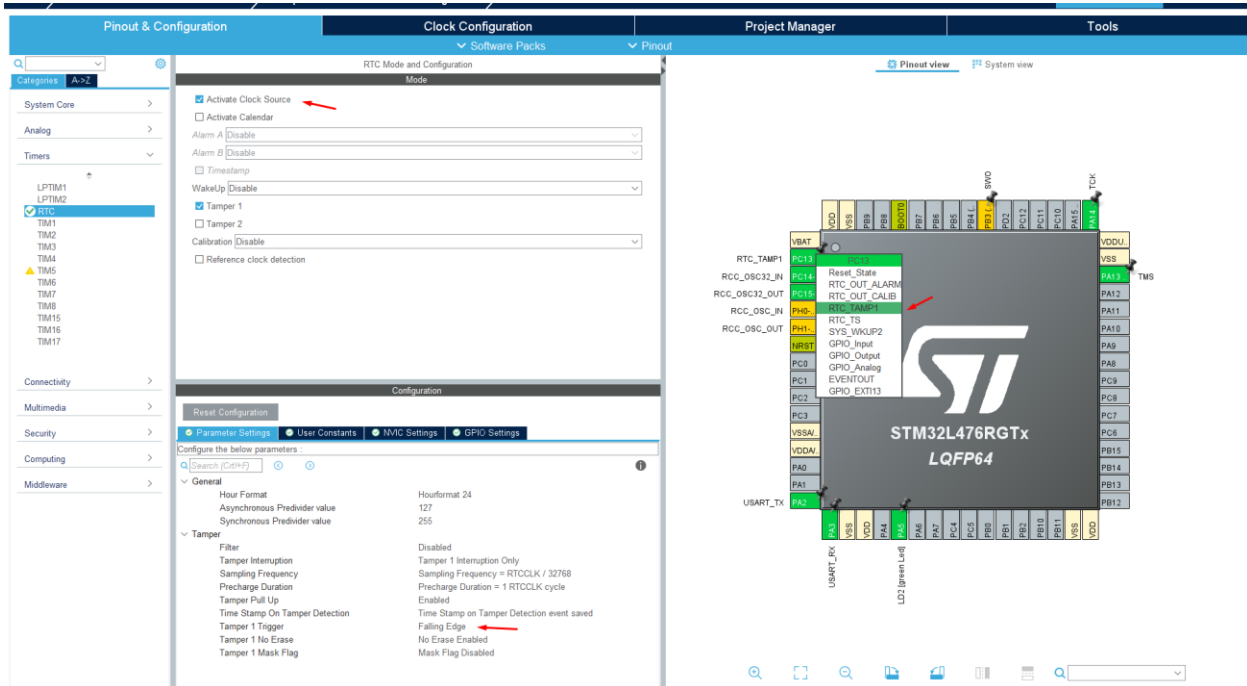 Pinout & Configuration
Clock Configuration
Project Manager
Tools
Software Packs
Pinout
Categories
A->Z
System Core
Analog
Timers
LPTIM1
LPTIM2
RTC
TIM1
TIM2
TIM3
TIM4
TIM5
TIM6
TIM7
TIM8
TIM15
TIM16
TIM17
Connectivity
Multimedia
Security
Computing
Middleware
RTC Mode and Configuration
Mode
Activate Clock Source
Activate Calendar
Alarm A Disable
Alarm B Disable
Timestamp
WakeUp Disable
Tamper 1
Tamper 2
Calibration Disable
Reference clock detection
Configuration
Reset Configuration
Parameter Settings
User Constants
NVIC Settings
GPIO Settings
Configure the below parameters :
Search (Crtl+F)
General
Hour Format Hourformat 24
Asynchronous Predivider value 127
Synchronous Predivider value 255
Tamper
Filter Disabled
Tamper Interruption Tamper 1 Interruption Only
Sampling Frequency Sampling Frequency = RTCCLK / 32768
Precharge Duration Precharge Duration = 1 RTCCLK cycle
Tamper Pull Up Enabled
Time Stamp On Tamper Detection Time Stamp on Tamper Detection event saved
Tamper 1 Trigger Falling Edge
Tamper 1 No Erase No Erase Enabled
Tamper 1 Mask Flag Mask Flag Disabled
Pinout view
System view
SWO
TCK
VDD
VSS
PB9
PB8
BOOT0
PB7
PB6
PB5
PB4 (..
PB3 (..
PD2
PC12
PC11
PC10
PA15..
PA14..
VBAT
RTC_TAMP1 PC13
RCC_OSC32_IN PC14-
RCC_OSC32_OUT PC15-
RCC_OSC_IN PH0-..
RCC_OSC_OUT PH1-..
NRST
PC0
PC1
PC2
PC3
VSSA/..
VDDA/..
PA0
PA1
USART_TX PA2
PC13
Reset_State
RTC_OUT_ALARM
RTC_OUT_CALIB
RTC_TAMP1
RTC_TS
SYS_WKUP2
GPIO_Input
GPIO_Output
GPIO_Analog
EVENTOUT
GPIO_EXTI13
STM32L476RGTx
LQFP64
VDDU..
VSS
PA13.. TMS
PA12
PA11
PA10
PA9
PA8
PC9
PC8
PC7
PC6
PB15
PB14
PB13
PB12
PA3
VSS
VDD
PA4
PA5
PA6
PA7
PC4
PC5
PB0
PB1
PB2
PB10
PB11
VSS
VDD
USART_RX
LD2 [green Led]